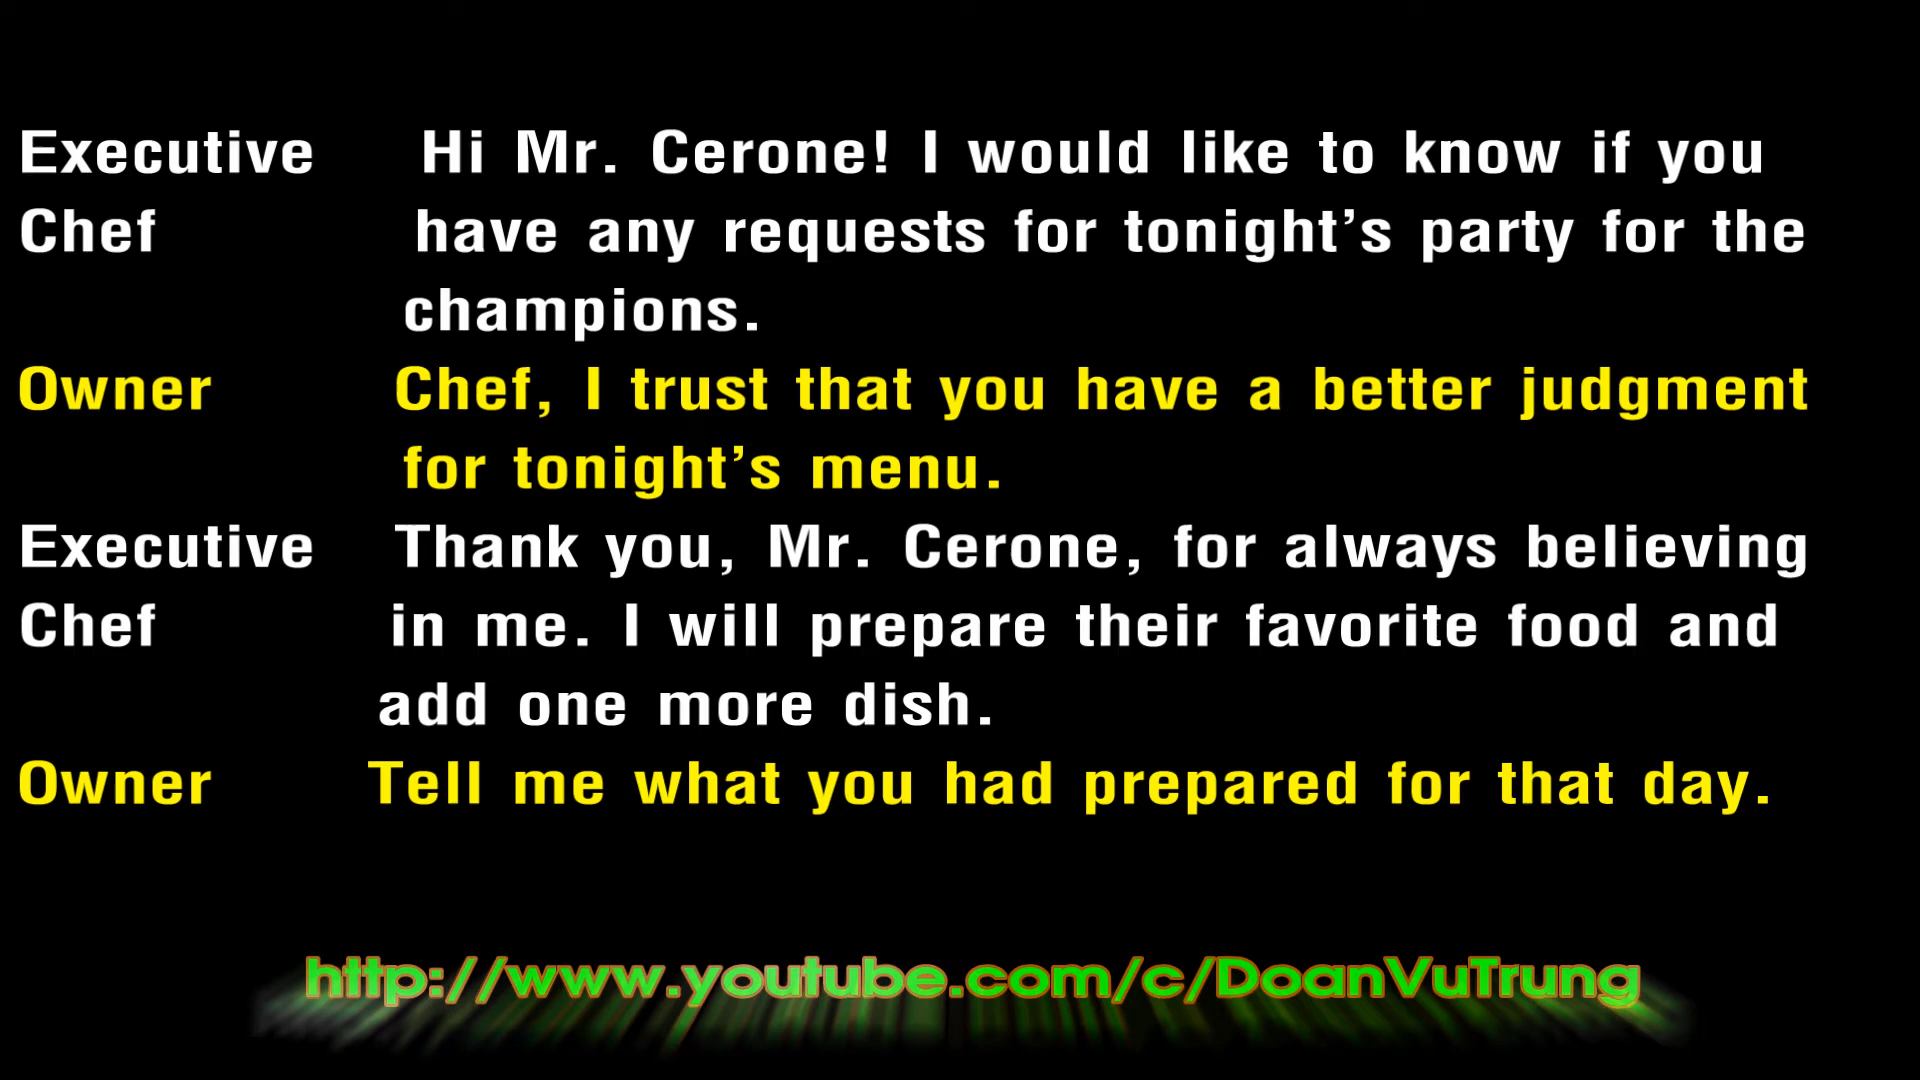 Executive Hi Mr. Cerone! I would like to know if you
Chef have any requests for tonight's party for the
champions.
Owner Chef, I trust that you have a better judgment
for tonight's menu.
Executive Thank you, Mr. Cerone, for always believing
Chef in me. I will prepare their favorite food and
add one more dish.
Owner Tell me what you had prepared for that day.
http://www.youtube.com/c/DoanVuTrung